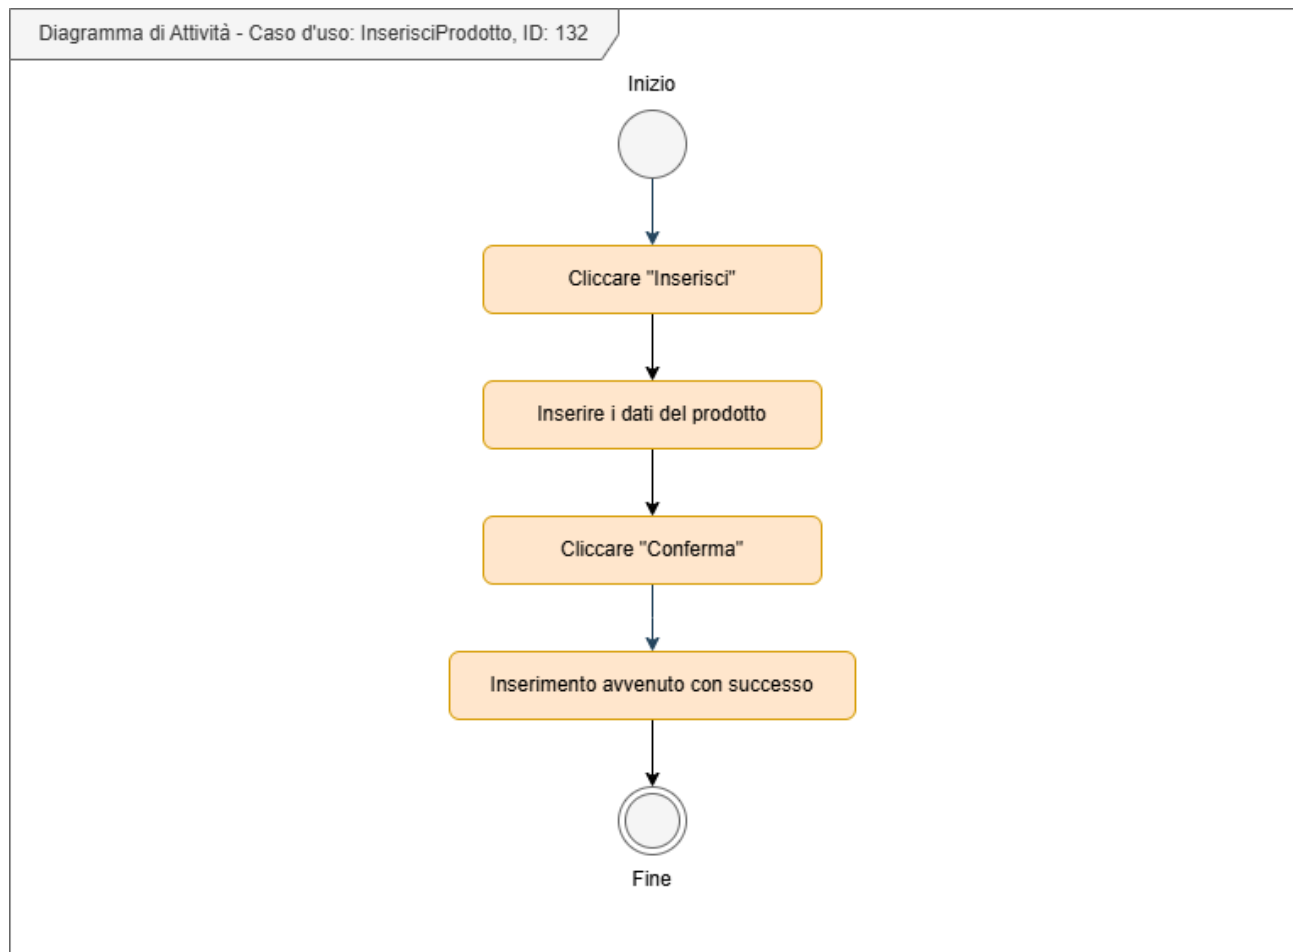 Diagramma di Attività - Caso d'uso: InserisciProdotto, ID: 132
Inizio
Cliccare "Inserisci"
Inserire i dati del prodotto
Cliccare "Conferma"
Inserimento avvenuto con successo
Fine